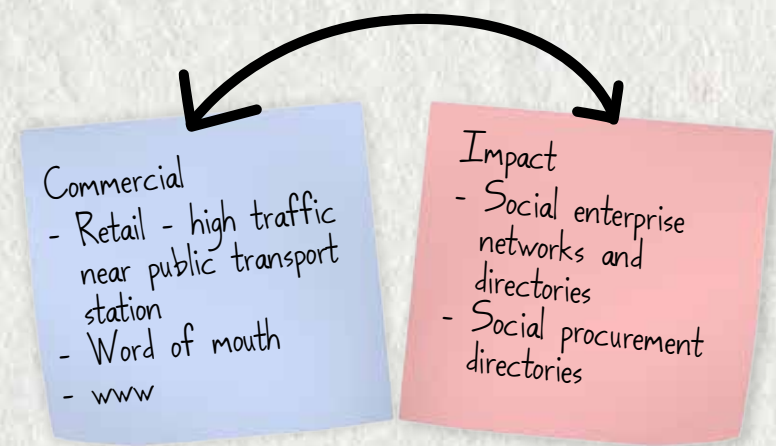 Commercial
- Retail - high traffic
near public transport
station
- Word of mouth
- www
Impact
- Social enterprise
networks and
directories
- Social procurement
directories